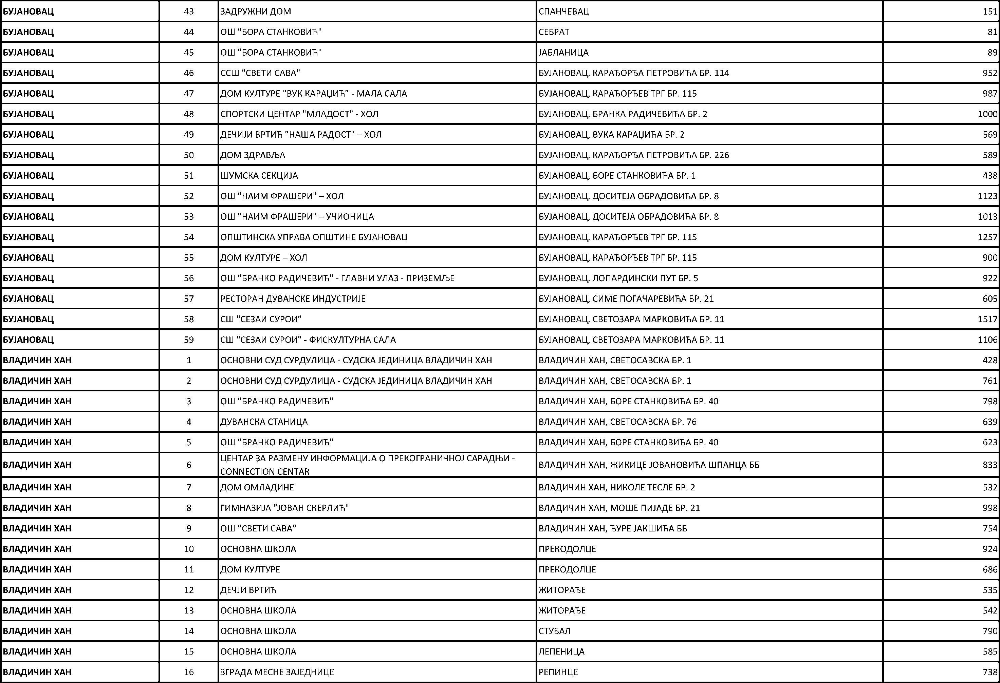 БУЈАНОВАЦ 43 ЗАДРУЖНИ ДОМ СПАНЧЕВАЦ 151
БУЈАНОВАЦ 44 ОШ "БОРА СТАНКОВИЋ" СЕБРАТ 81
БУЈАНОВАЦ 45 ОШ "БОРА СТАНКОВИЋ" ЈАБЛАНИЦА 89
БУЈАНОВАЦ 46 ССШ "СВЕТИ САВА" БУЈАНОВАЦ, КАРАЂОРЂА ПЕТРОВИЋА БР. 114 952
БУЈАНОВАЦ 47 ДОМ КУЛТУРЕ "ВУК КАРАЏИЋ" - МАЛА САЛА БУЈАНОВАЦ, КАРАЂОРЂЕВ ТРГ БР. 115 987
БУЈАНОВАЦ 48 СПОРТСКИ ЦЕНТАР "МЛАДОСТ" - ХОЛ БУЈАНОВАЦ, БРАНКА РАДИЧЕВИЋА БР. 2 1000
БУЈАНОВАЦ 49 ДЕЧИЈИ ВРТИЋ "НАША РАДОСТ" – ХОЛ БУЈАНОВАЦ, ВУКА КАРАЏИЋА БР. 2 569
БУЈАНОВАЦ 50 ДОМ ЗДРАВЉА БУЈАНОВАЦ, КАРАЂОРЂА ПЕТРОВИЋА БР. 226 589
БУЈАНОВАЦ 51 ШУМСКА СЕКЦИЈА БУЈАНОВАЦ, БОРЕ СТАНКОВИЋА БР. 1 438
БУЈАНОВАЦ 52 ОШ "НАИМ ФРАШЕРИ" – ХОЛ БУЈАНОВАЦ, ДОСИТЕЈА ОБРАДОВИЋА БР. 8 1123
БУЈАНОВАЦ 53 ОШ "НАИМ ФРАШЕРИ" – УЧИОНИЦА БУЈАНОВАЦ, ДОСИТЕЈА ОБРАДОВИЋА БР. 8 1013
БУЈАНОВАЦ 54 ОПШТИНСКА УПРАВА ОПШТИНЕ БУЈАНОВАЦ БУЈАНОВАЦ, КАРАЂОРЂЕВ ТРГ БР. 115 1257
БУЈАНОВАЦ 55 ДОМ КУЛТУРЕ – ХОЛ БУЈАНОВАЦ, КАРАЂОРЂЕВ ТРГ БР. 115 900
БУЈАНОВАЦ 56 ОШ "БРАНКО РАДИЧЕВИЋ" - ГЛАВНИ УЛАЗ - ПРИЗЕМЉЕ БУЈАНОВАЦ, ЛОПАРДИНСКИ ПУТ БР. 5 922
БУЈАНОВАЦ 57 РЕСТОРАН ДУВАНСКЕ ИНДУСТРИЈЕ БУЈАНОВАЦ, СИМЕ ПОГАЧАРЕВИЋА БР. 21 605
БУЈАНОВАЦ 58 СШ "СЕЗАИ СУРОИ" БУЈАНОВАЦ, СВЕТОЗАРА МАРКОВИЋА БР. 11 1517
БУЈАНОВАЦ 59 СШ "СЕЗАИ СУРОИ" - ФИСКУЛТУРНА САЛА БУЈАНОВАЦ, СВЕТОЗАРА МАРКОВИЋА БР. 11 1106
ВЛАДИЧИН ХАН 1 ОСНОВНИ СУД СУРДУЛИЦА - СУДСКА ЈЕДИНИЦА ВЛАДИЧИН ХАН ВЛАДИЧИН ХАН, СВЕТОСАВСКА БР. 1 428
ВЛАДИЧИН ХАН 2 ОСНОВНИ СУД СУРДУЛИЦА - СУДСКА ЈЕДИНИЦА ВЛАДИЧИН ХАН ВЛАДИЧИН ХАН, СВЕТОСАВСКА БР. 1 761
ВЛАДИЧИН ХАН 3 ОШ "БРАНКО РАДИЧЕВИЋ" ВЛАДИЧИН ХАН, БОРЕ СТАНКОВИЋА БР. 40 798
ВЛАДИЧИН ХАН 4 ДУВАНСКА СТАНИЦА ВЛАДИЧИН ХАН, СВЕТОСАВСКА БР. 76 639
ВЛАДИЧИН ХАН 5 ОШ "БРАНКО РАДИЧЕВИЋ" ВЛАДИЧИН ХАН, БОРЕ СТАНКОВИЋА БР. 40 623
ВЛАДИЧИН ХАН 6 ЦЕНТАР ЗА РАЗМЕНУ ИНФОРМАЦИЈА О ПРЕКОГРАНИЧНОЈ САРАДЊИ -
CONNECTION CENTAR ВЛАДИЧИН ХАН, ЖИКИЦЕ ЈОВАНОВИЋА ШПАНЦА ББ 833
ВЛАДИЧИН ХАН 7 ДОМ ОМЛАДИНЕ ВЛАДИЧИН ХАН, НИКОЛЕ ТЕСЛЕ БР. 2 532
ВЛАДИЧИН ХАН 8 ГИМНАЗИЈА "ЈОВАН СКЕРЛИЋ" ВЛАДИЧИН ХАН, МОШЕ ПИЈАДЕ БР. 21 998
ВЛАДИЧИН ХАН 9 ОШ "СВЕТИ САВА" ВЛАДИЧИН ХАН, ЂУРЕ ЈАКШИЋА ББ 754
ВЛАДИЧИН ХАН 10 ОСНОВНА ШКОЛА ПРЕКОДОЛЦЕ 924
ВЛАДИЧИН ХАН 11 ДОМ КУЛТУРЕ ПРЕКОДОЛЦЕ 686
ВЛАДИЧИН ХАН 12 ДЕЧЈИ ВРТИЋ ЖИТОРАЂЕ 535
ВЛАДИЧИН ХАН 13 ОСНОВНА ШКОЛА ЖИТОРАЂЕ 542
ВЛАДИЧИН ХАН 14 ОСНОВНА ШКОЛА СТУБАЛ 790
ВЛАДИЧИН ХАН 15 ОСНОВНА ШКОЛА ЛЕПЕНИЦА 585
ВЛАДИЧИН ХАН 16 ЗГРАДА МЕСНЕ ЗАЈЕДНИЦЕ РЕПИНЦЕ 738